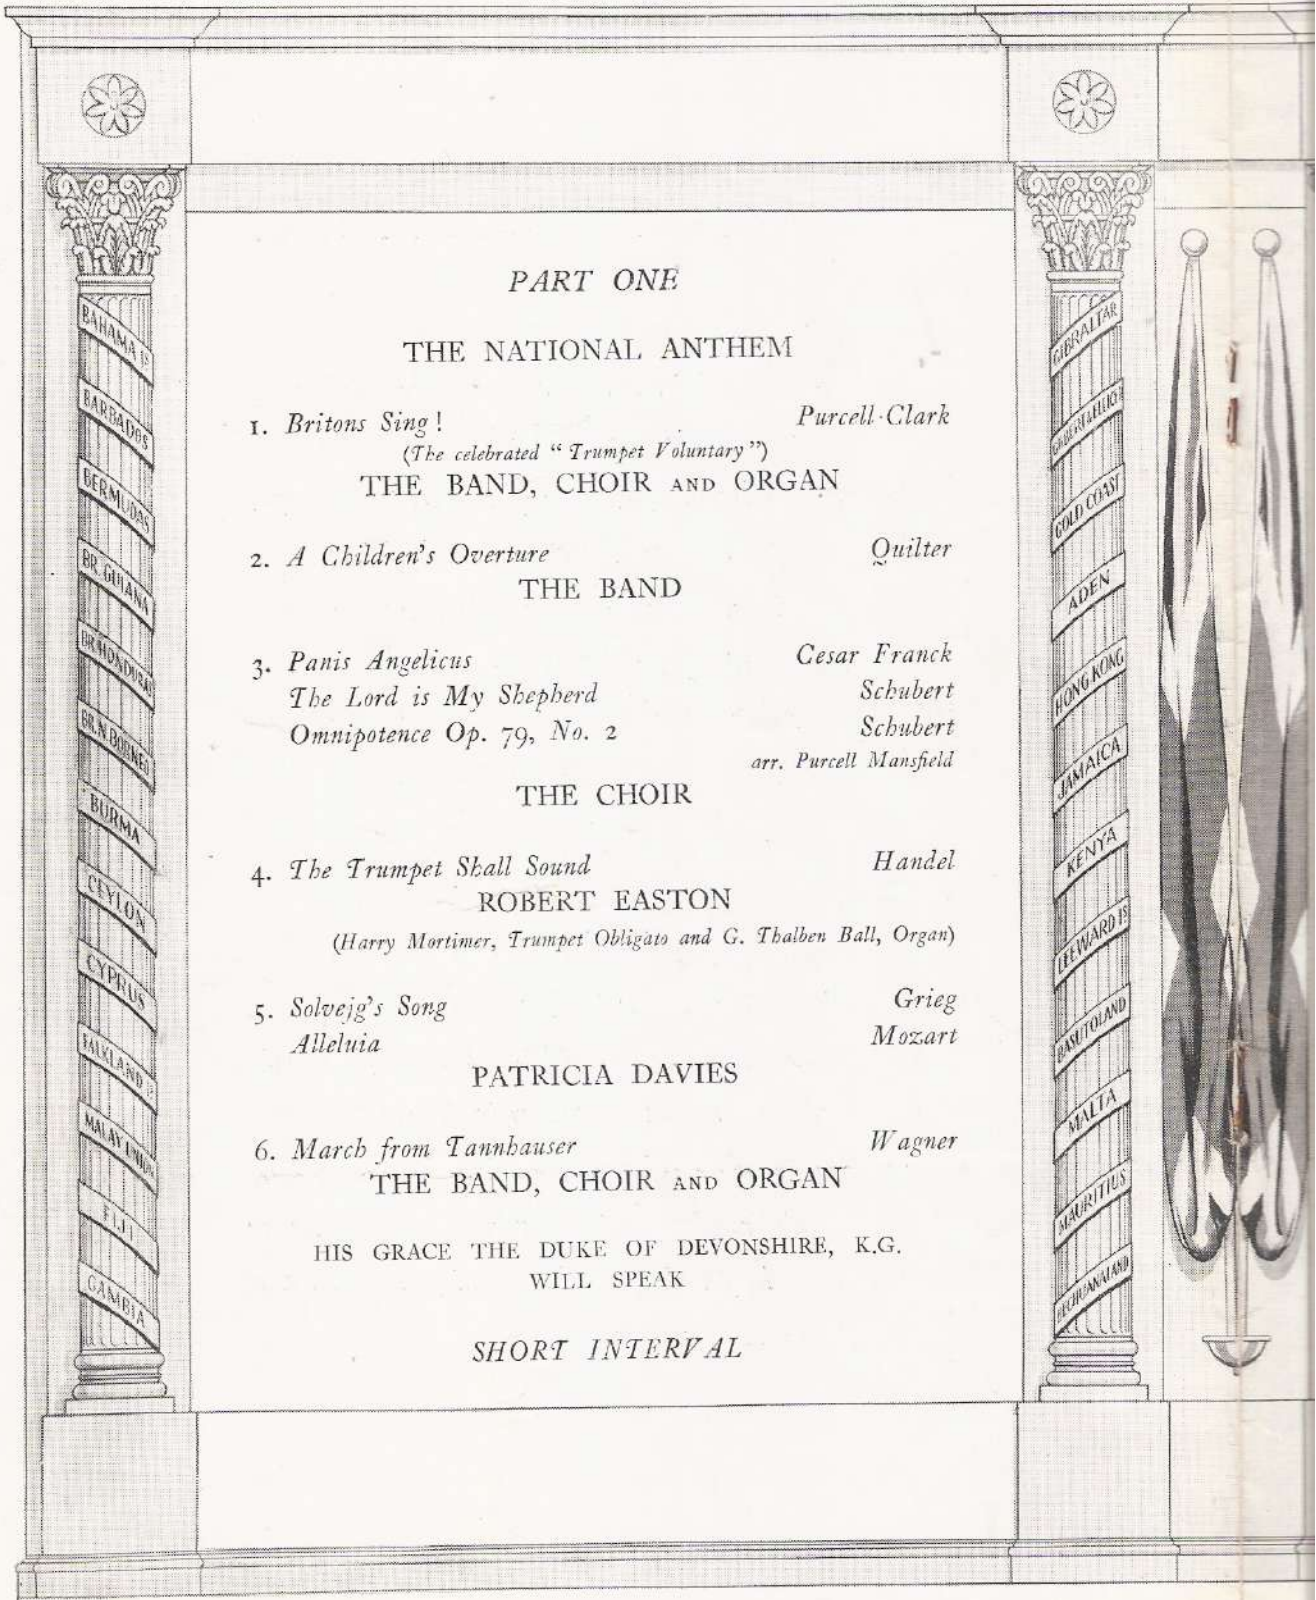 BAHAMA IS
BARBADOS
BERMUDAS
BR. GUIANA
BR. HONDURAS
BR. N. BORNEO
BURMA
CEYLON
CYPRUS
FALKLAND IS
MALAY UNION
FIJI
GAMBIA
PART ONE
THE NATIONAL ANTHEM
1. Britons Sing! Purcell-Clark
(The celebrated "Trumpet Voluntary")
THE BAND, CHOIR AND ORGAN
2. A Children's Overture Quilter
THE BAND
3. Panis Angelicus Cesar Franck
The Lord is My Shepherd Schubert
Omnipotence Op. 79, No. 2 Schubert
arr. Purcell Mansfield
THE CHOIR
4. The Trumpet Shall Sound Handel
ROBERT EASTON
(Harry Mortimer, Trumpet Obligato and G. Thalben Ball, Organ)
5. Solvejg's Song Grieg
Alleluia Mozart
PATRICIA DAVIES
6. March from Tannhauser Wagner
THE BAND, CHOIR AND ORGAN
HIS GRACE THE DUKE OF DEVONSHIRE, K.G.
WILL SPEAK
SHORT INTERVAL
GIBRALTAR
GOLD COAST
ADEN
HONG KONG
JAMAICA
KENYA
LEEWARD IS
BASUTOLAND
MALTA
MAURITIUS
BECHUANALAND